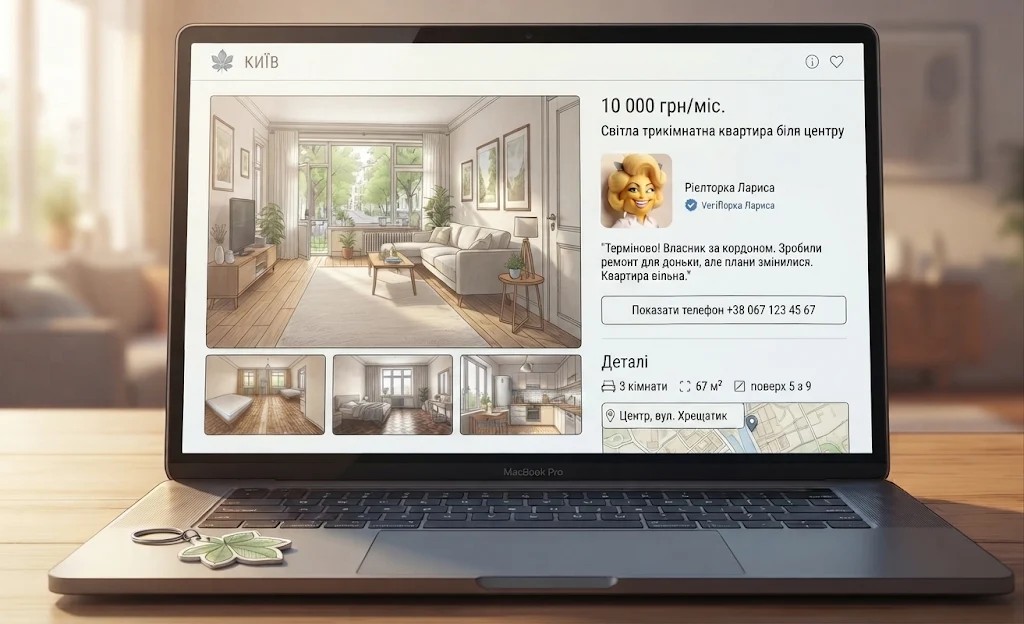 КИЇВ
10 000 грн/міс.
Світла трикімнатна квартира біля центру
Рієлторка Лариса
Veriflорка Лариса
"Терміново! Власник за кордоном. Зробили
ремонт для доньки, але плани змінилися.
Квартира вільна."
Показати телефон +38 067 123 45 67
Деталі
3 кімнати
67 м²
поверх 5 з 9
Центр, вул. Хрещатик
MacBook Pro